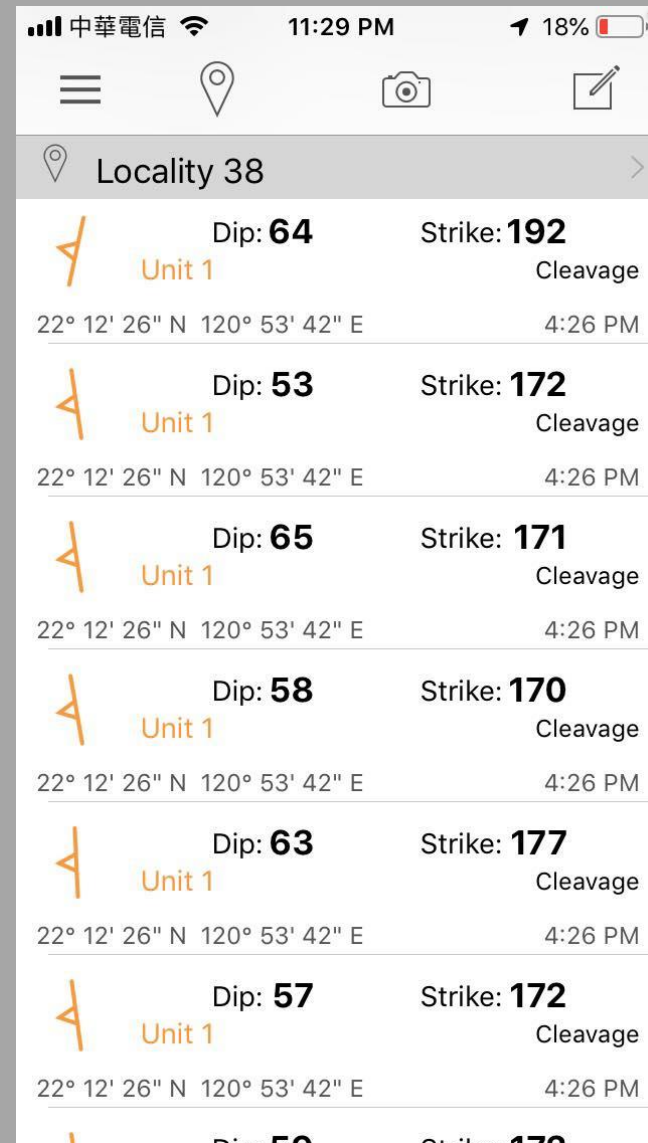 中華電信 11:29 PM 18%
Locality 38
Dip: 64 Strike: 192
Unit 1 Cleavage
22° 12' 26" N 120° 53' 42" E 4:26 PM
Dip: 53 Strike: 172
Unit 1 Cleavage
22° 12' 26" N 120° 53' 42" E 4:26 PM
Dip: 65 Strike: 171
Unit 1 Cleavage
22° 12' 26" N 120° 53' 42" E 4:26 PM
Dip: 58 Strike: 170
Unit 1 Cleavage
22° 12' 26" N 120° 53' 42" E 4:26 PM
Dip: 63 Strike: 177
Unit 1 Cleavage
22° 12' 26" N 120° 53' 42" E 4:26 PM
Dip: 57 Strike: 172
Unit 1 Cleavage
22° 12' 26" N 120° 53' 42" E 4:26 PM